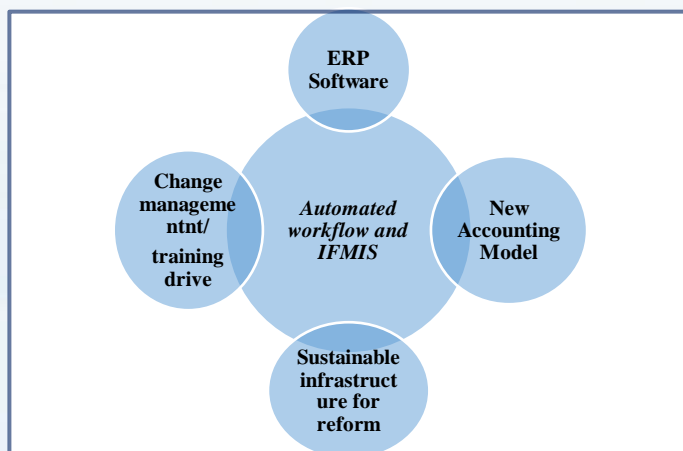 ERP
Software
Change
manageme
ntnt/
training
drive
Automated
workflow and
IFMIS
New
Accounting
Model
Sustainable
infrastruct
ure for
reform